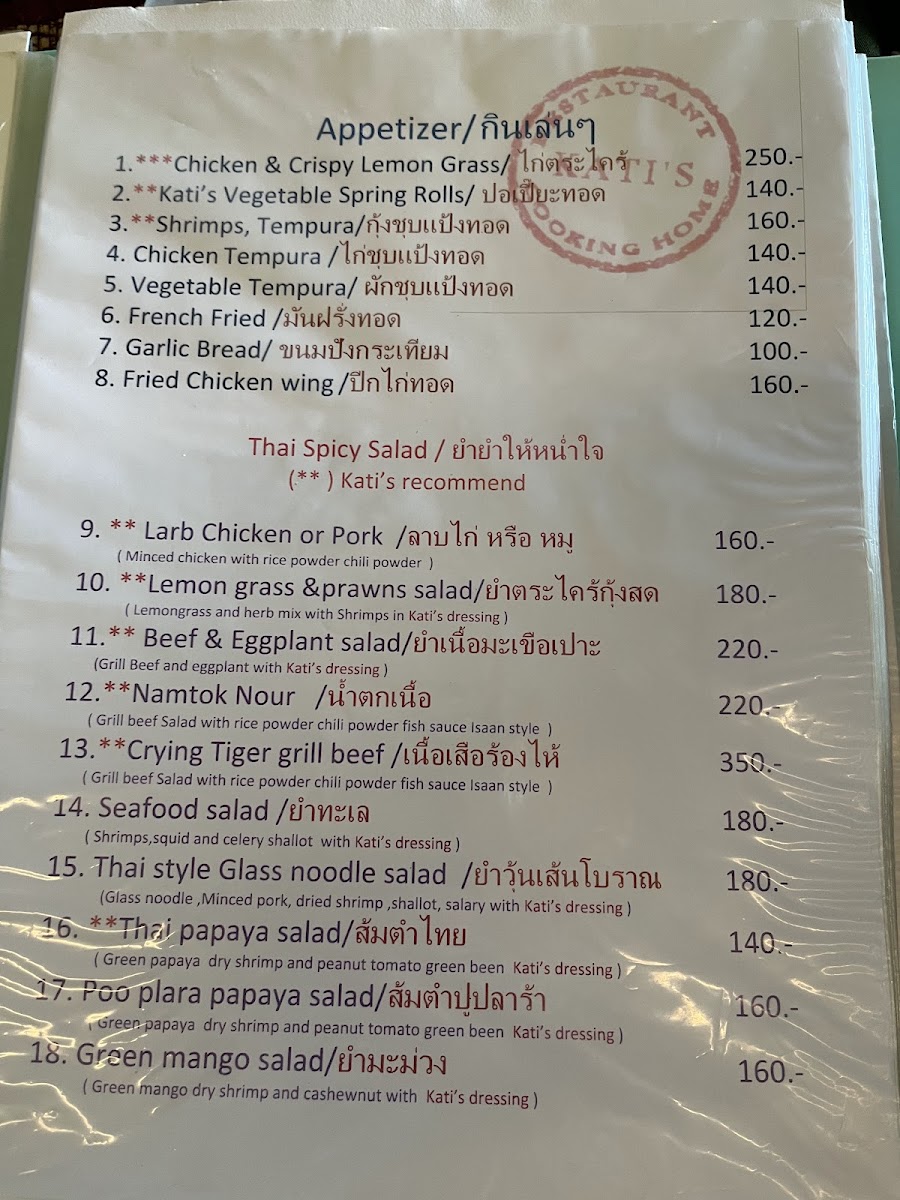 RESTAURANT
KATI'S
COOKING HOME
Appetizer/กินเล่นๆ
1.***Chicken & Crispy Lemon Grass/ ไก่ตระไคร้ 250.-
2.**Kati's Vegetable Spring Rolls/ ปอเปี๊ยะทอด 140.-
3.**Shrimps, Tempura/กุ้งชุบแป้งทอด 160.-
4. Chicken Tempura /ไก่ชุบแป้งทอด 140.-
5. Vegetable Tempura/ ผักชุบแป้งทอด 140.-
6. French Fried /มันฝรั่งทอด 120.-
7. Garlic Bread/ ขนมปังกระเทียม 100.-
8. Fried Chicken wing /ปีกไก่ทอด 160.-
Thai Spicy Salad / ยำยำให้หน่ำใจ
(** ) Kati's recommend
9. ** Larb Chicken or Pork /ลาบไก่ หรือ หมู 160.-
( Minced chicken with rice powder chili powder )
10. **Lemon grass &prawns salad/ยำตระไคร้กุ้งสด 180.-
( Lemongrass and herb mix with Shrimps in Kati's dressing )
11.** Beef & Eggplant salad/ยำเนื้อมะเขือเปาะ 220.-
(Grill Beef and eggplant with Kati's dressing )
12.**Namtok Nour /น้ำตกเนื้อ 220.-
( Grill beef Salad with rice powder chili powder fish sauce Isaan style )
13.**Crying Tiger grill beef /เนื้อเสือร้องไห้ 350.-
( Grill beef Salad with rice powder chili powder fish sauce Isaan style )
14. Seafood salad /ยำทะเล 180.-
( Shrimps,squid and celery shallot with Kati's dressing )
15. Thai style Glass noodle salad /ยำวุ้นเส้นโบราณ 180.-
(Glass noodle ,Minced pork, dried shrimp ,shallot, salary with Kati's dressing )
16. **Thai papaya salad/ส้มตำไทย 140.-
( Green papaya dry shrimp and peanut tomato green been Kati's dressing )
17. Poo plara papaya salad/ส้มตำปูปลาร้า 160.-
( Green papaya dry shrimp and peanut tomato green been Kati's dressing )
18. Green mango salad/ยำมะม่วง 160.-
( Green mango dry shrimp and cashewnut with Kati's dressing )